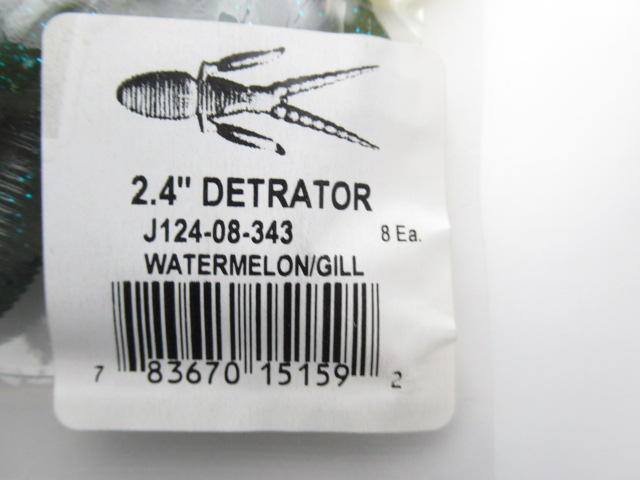 2.4" DETRATOR
J124-08-343 8 Ea.
WATERMELON/GILL
7 83670 15159 2